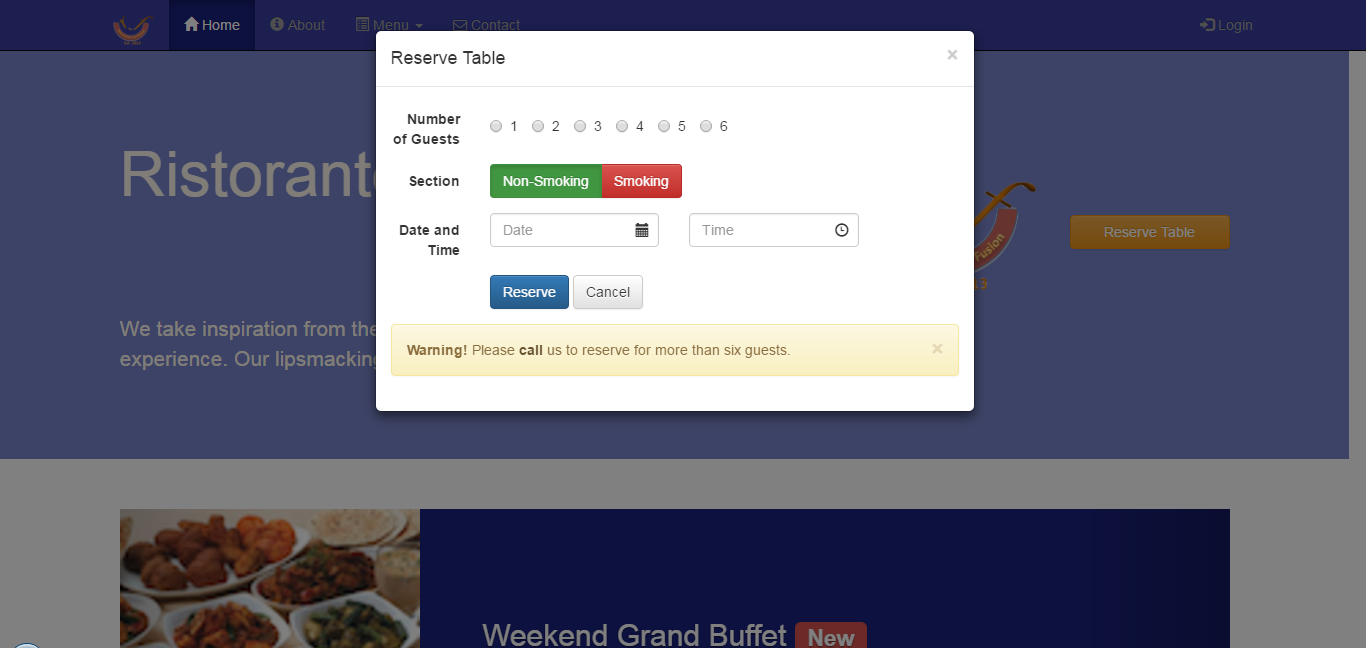 Home About Menu Contact Login
Reserve Table ×
Number
of Guests
1 2 3 4 5 6
Section
Non-Smoking Smoking
Date and
Time
Date Time
Reserve Cancel
Warning! Please call us to reserve for more than six guests. ×
Ristorant
Fusion
Reserve Table
We take inspiration from the
experience. Our lipsmacking
Weekend Grand Buffet New